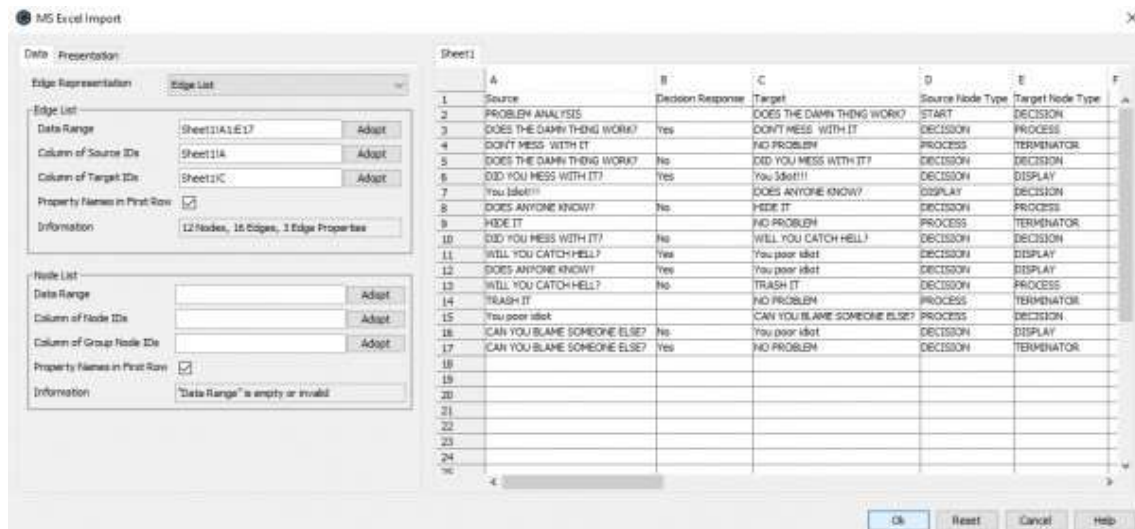 MS Excel Import
Data Presentation
Edge Representation Edge List
Edge List
Data Range Sheet1!A1:E17 Adopt
Column of Source IDs Sheet1!A Adopt
Column of Target IDs Sheet1!C Adopt
Property Names in First Row
Information 12 Nodes, 16 Edges, 3 Edge Properties
Node List
Data Range Adopt
Column of Node IDs Adopt
Column of Group Node IDs Adopt
Property Names in First Row
Information "Data Range" is empty or invalid
Sheet1
A B C D E F
1 Source Decision Response Target Source Node Type Target Node Type
2 PROBLEM ANALYSIS DOES THE DAMN THING WORK? START DECISION
3 DOES THE DAMN THING WORK? Yes DON'T MESS WITH IT DECISION PROCESS
4 DON'T MESS WITH IT NO PROBLEM PROCESS TERMINATOR
5 DOES THE DAMN THING WORK? No DID YOU MESS WITH IT? DECISION DECISION
6 DID YOU MESS WITH IT? Yes You Idiot!!! DECISION DISPLAY
7 You Idiot!!! DOES ANYONE KNOW? DISPLAY DECISION
8 DOES ANYONE KNOW? No HIDE IT DECISION PROCESS
9 HIDE IT NO PROBLEM PROCESS TERMINATOR
10 DID YOU MESS WITH IT? No WILL YOU CATCH HELL? DECISION DECISION
11 WILL YOU CATCH HELL? Yes You poor idiot DECISION DISPLAY
12 DOES ANYONE KNOW? Yes You poor idiot DECISION DISPLAY
13 WILL YOU CATCH HELL? No TRASH IT DECISION PROCESS
14 TRASH IT NO PROBLEM PROCESS TERMINATOR
15 You poor idiot CAN YOU BLAME SOMEONE ELSE? PROCESS DECISION
16 CAN YOU BLAME SOMEONE ELSE? No You poor idiot DECISION DISPLAY
17 CAN YOU BLAME SOMEONE ELSE? Yes NO PROBLEM DECISION TERMINATOR
18
19
20
21
22
23
24
Ok Reset Cancel Help